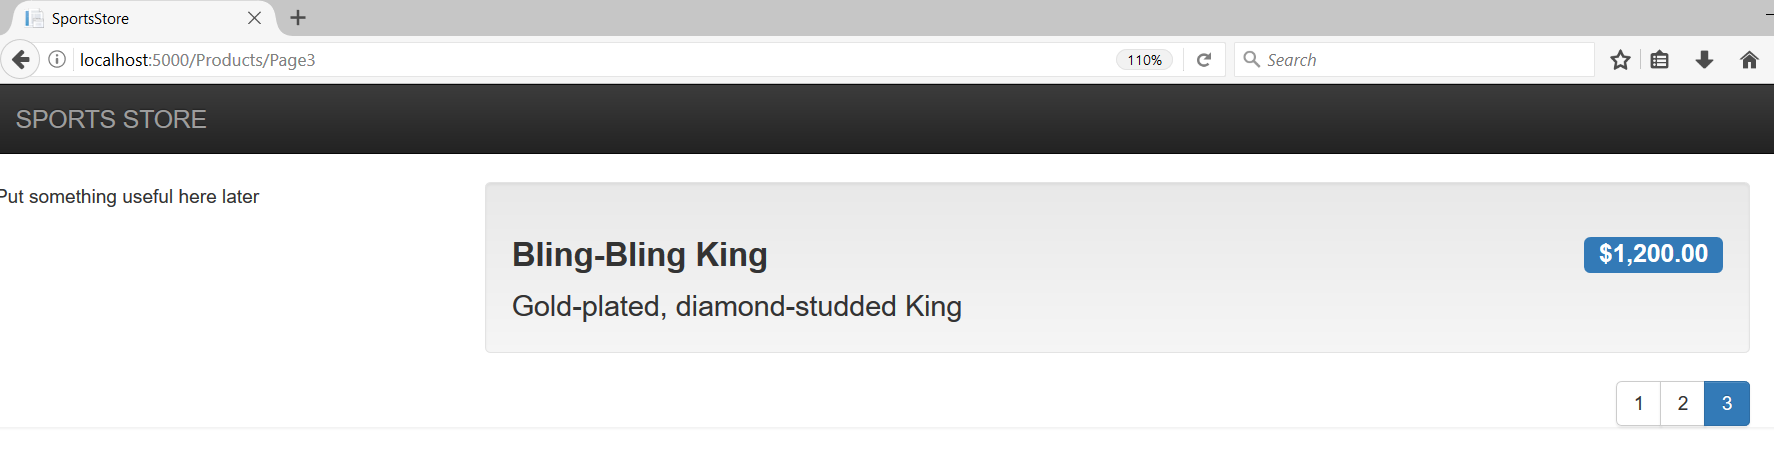 SportsStore
localhost:5000/Products/Page3
110%
Search
SPORTS STORE
Put something useful here later
Bling-Bling King
$1,200.00
Gold-plated, diamond-studded King
1 2 3